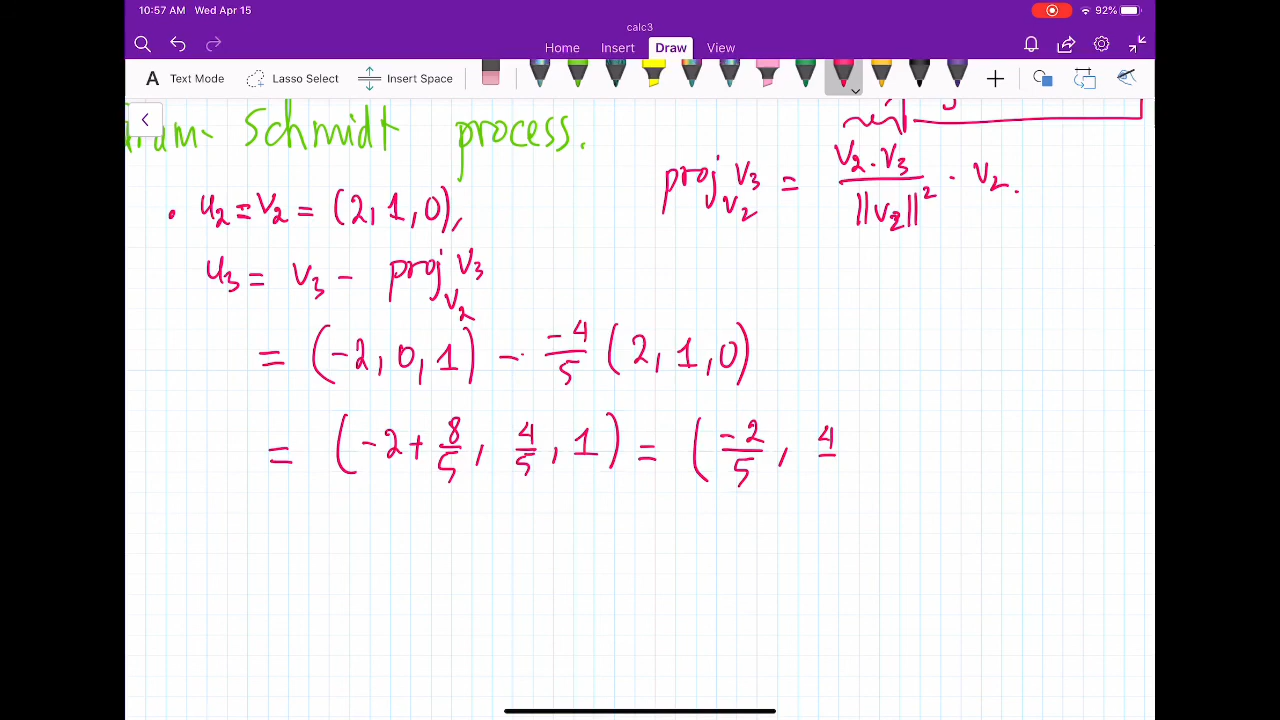 10:57 AM Wed Apr 15
92%
calc3
Home Insert Draw View
A Text Mode Lasso Select Insert Space
Schmidt process.
proj_{v2} v3 = (v2 · v3)/||v2||^2 · v2.
• u2 = v2 = (2, 1, 0),
u3 = v3 - proj_{v2} v3
= (-2, 0, 1) - -4/5 (2, 1, 0)
= (-2 + 8/5, 4/5, 1) = (-2/5, 4